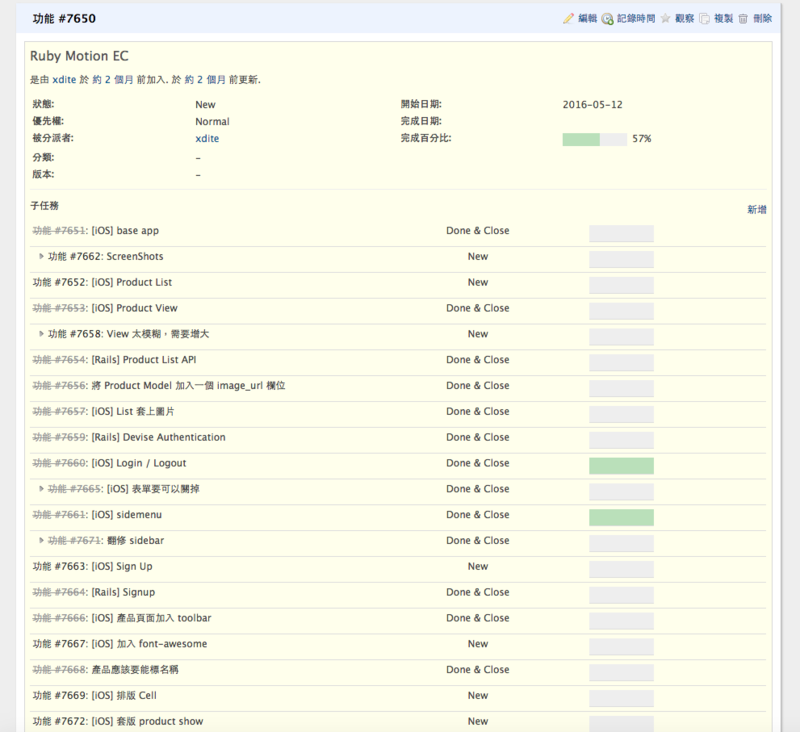 功能 #7650 編輯 記錄時間 觀察 複製 刪除
Ruby Motion EC
是由 xdite 於 約 2 個月 前加入. 於 約 2 個月 前更新.
狀態: New 開始日期: 2016-05-12
優先權: Normal 完成日期:
被分派者: xdite 完成百分比: 57%
分類: –
版本: –
子任務 新增
功能 #7651: [iOS] base app Done & Close
功能 #7662: ScreenShots New
功能 #7652: [iOS] Product List New
功能 #7653: [iOS] Product View Done & Close
功能 #7658: View 太模糊，需要增大 New
功能 #7654: [Rails] Product List API Done & Close
功能 #7656: 將 Product Model 加入一個 image_url 欄位 Done & Close
功能 #7657: [iOS] List 套上圖片 Done & Close
功能 #7659: [Rails] Devise Authentication Done & Close
功能 #7660: [iOS] Login / Logout Done & Close
功能 #7665: [iOS] 表單要可以關掉 Done & Close
功能 #7661: [iOS] sidemenu Done & Close
功能 #7671: 翻修 sidebar Done & Close
功能 #7663: [iOS] Sign Up New
功能 #7664: [Rails] Signup Done & Close
功能 #7666: [iOS] 產品頁面加入 toolbar Done & Close
功能 #7667: [iOS] 加入 font-awesome New
功能 #7668: 產品應該要能標名稱 Done & Close
功能 #7669: [iOS] 排版 Cell New
功能 #7672: [iOS] 套版 product show New